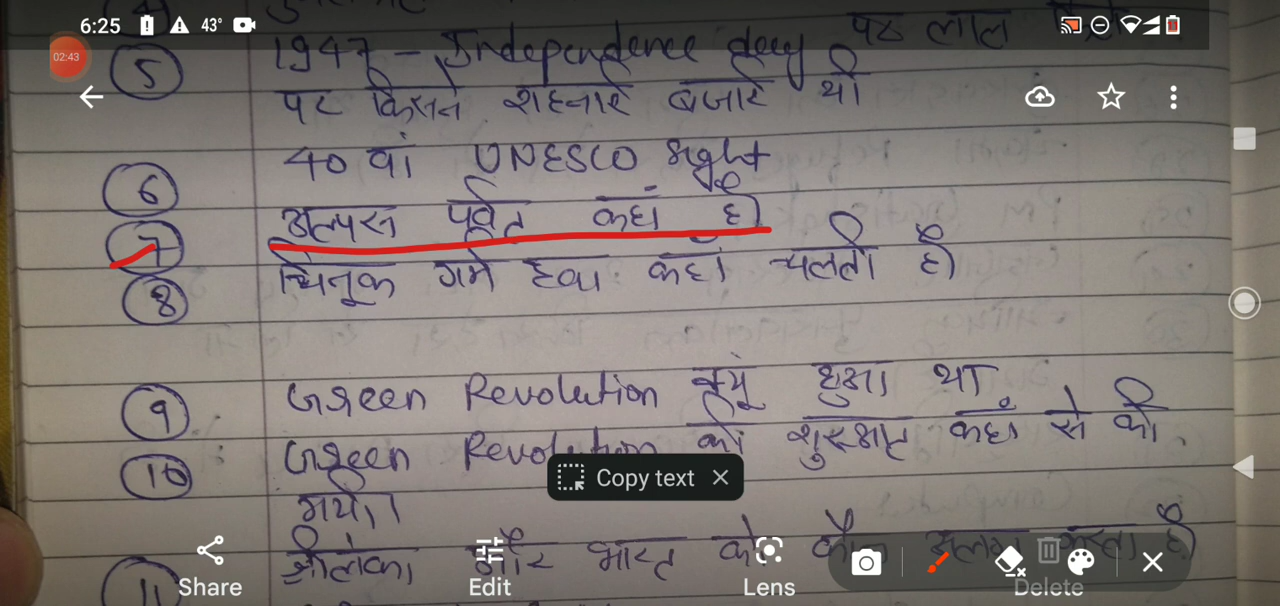 6:25 43°
02:43
पर लाल
5 1947 - Independence day
पर किसने शहनाई बजाई थी
6 40 वां UNESCO sight
7 अल्पस पर्वत कहां है
8 चिनूक गर्म हवा कहाँ चलती है
9 Green Revolution क्यू हुआ था
10 Green Revolution की शुरुआत कहां से की
गयी।
Copy text
11 श्रीलंका और भारत को कौन अलग करता है
Share Edit Lens Delete